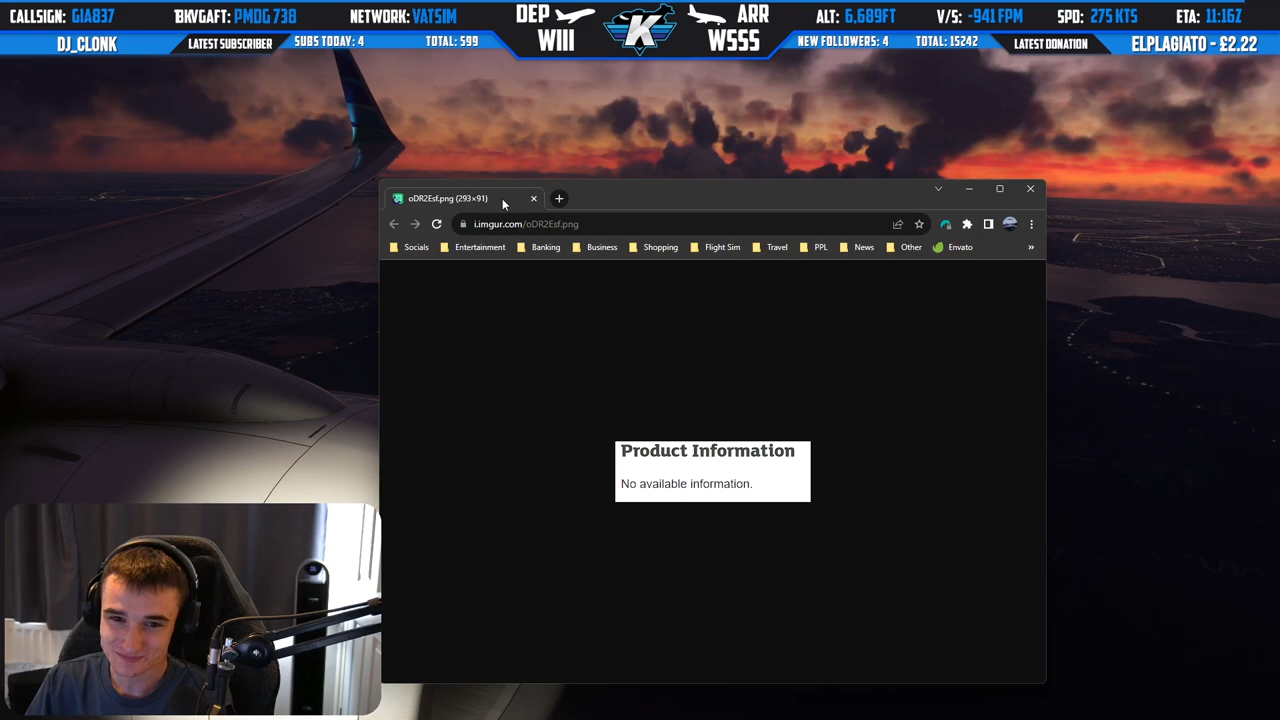 CALLSIGN: GIA837
AIRCRAFT: PMDG 738
NETWORK: VATSIM
DEP
WIII
K
ARR
WSSS
ALT: 6,689FT
V/S: -941 FPM
SPD: 275 KTS
ETA: 11:16Z
DJ_CLONK
LATEST SUBSCRIBER
SUBS TODAY: 4
TOTAL: 599
NEW FOLLOWERS: 4
TOTAL: 15242
LATEST DONATION
ELPLAGIATO - £2.22
oDR2Esf.png (293×91)
i.imgur.com/oDR2Esf.png
Socials
Entertainment
Banking
Business
Shopping
Flight Sim
Travel
PPL
News
Other
Envato
»
Product Information
No available information.